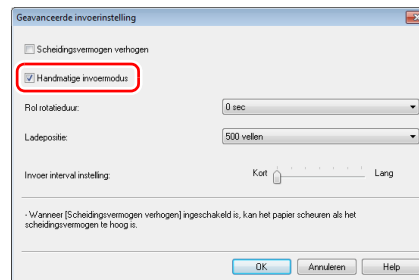 Geavanceerde invoerinstelling
Scheidingsvermogen verhogen
Handmatige invoermodus
Rol rotatieduur: 0 sec
Ladepositie: 500 vellen
Invoer interval instelling: Kort Lang
- Wanneer [Scheidingsvermogen verhogen] ingeschakeld is, kan het papier scheuren als het
scheidingsvermogen te hoog is.
OK Annuleren Help